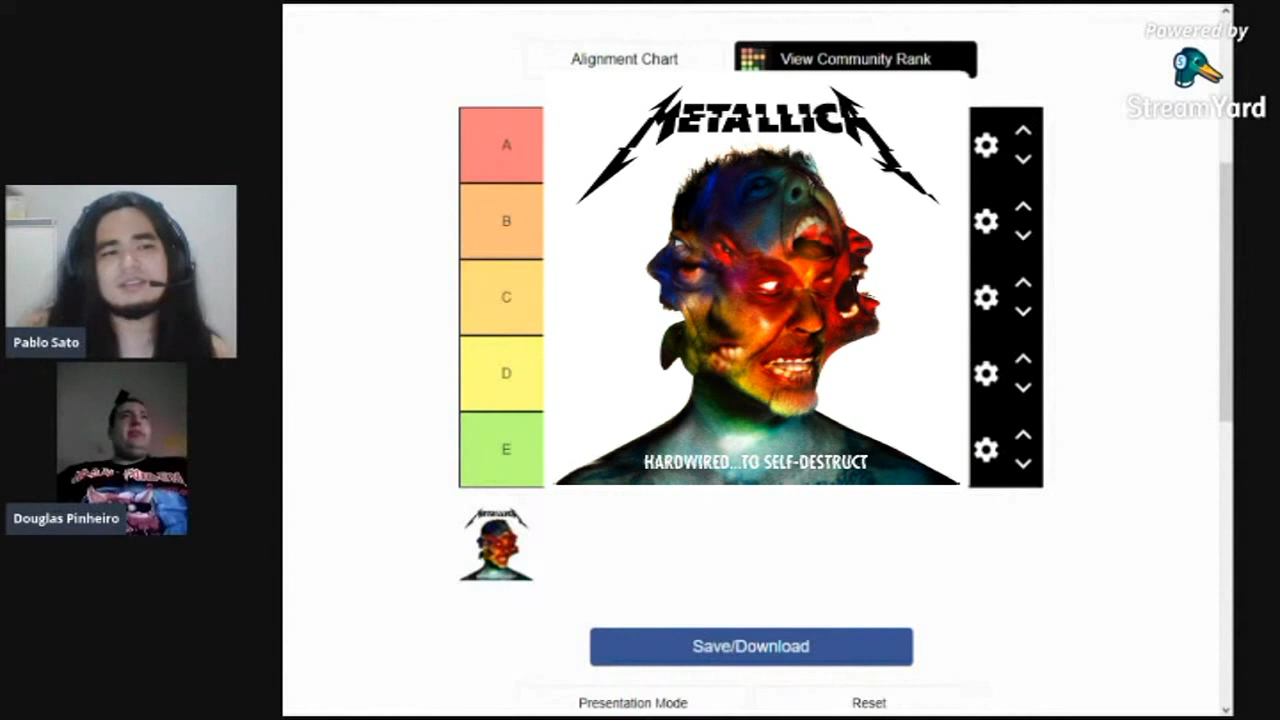 Powered by
StreamYard
Alignment Chart
View Community Rank
A
B
C
D
E
METALLICA
HARDWIRED...TO SELF-DESTRUCT
METALLICA
Pablo Sato
Douglas Pinheiro
Save/Download
Presentation Mode
Reset